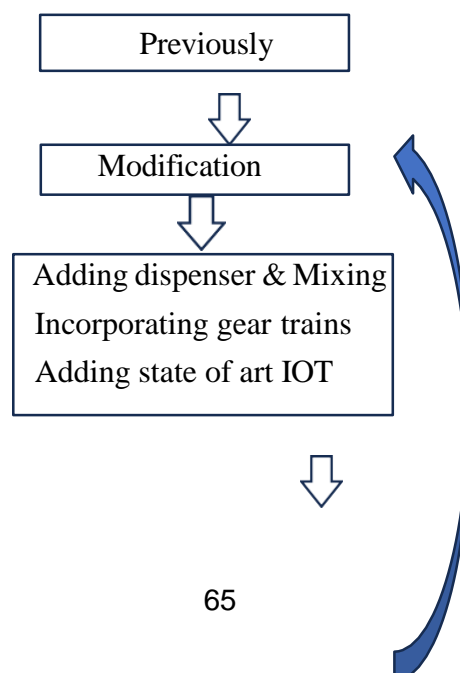 Previously
Modification
Adding dispenser & Mixing
Incorporating gear trains
Adding state of art IOT
65